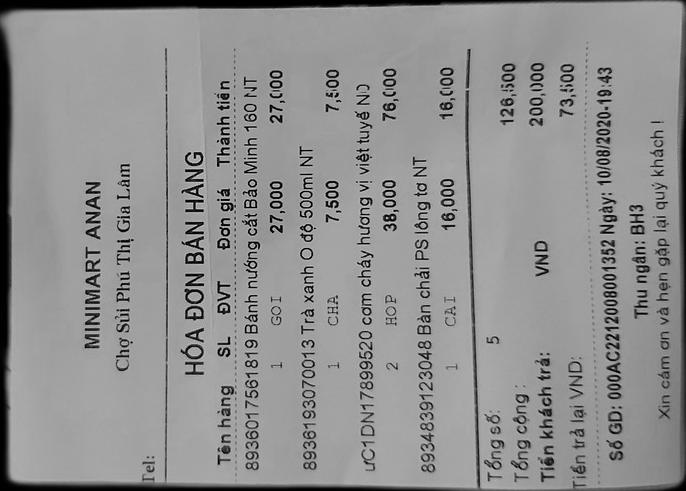 MINIMART ANAN
Chợ Sủi Phú Thị Gia Lâm
Tel:
HÓA ĐƠN BÁN HÀNG
Tên hàng SL ĐVT Đơn giá Thành tiền
8936017561819 Bánh nướng cắt Bảo Minh 160 NT
1 GOI 27,000 27,000
8936193070013 Trà xanh O độ 500ml NT
1 CHA 7,500 7,500
ưC1DN17899520 cơm cháy hương vị việt tuyế ND
2 HOP 38,000 76,000
8934839123048 Bàn chải PS lông tơ NT
1 CAI 16,000 16,000
Tổng số: 5
Tổng cộng : 126,500
Tiền khách trả: VND 200,000
Tiền trả lại VND: 73,500
Số GD: 000AC2212008001352 Ngày: 10/08/2020-19:43
Thu ngân: BH3
Xin cảm ơn và hẹn gặp lại quý khách !